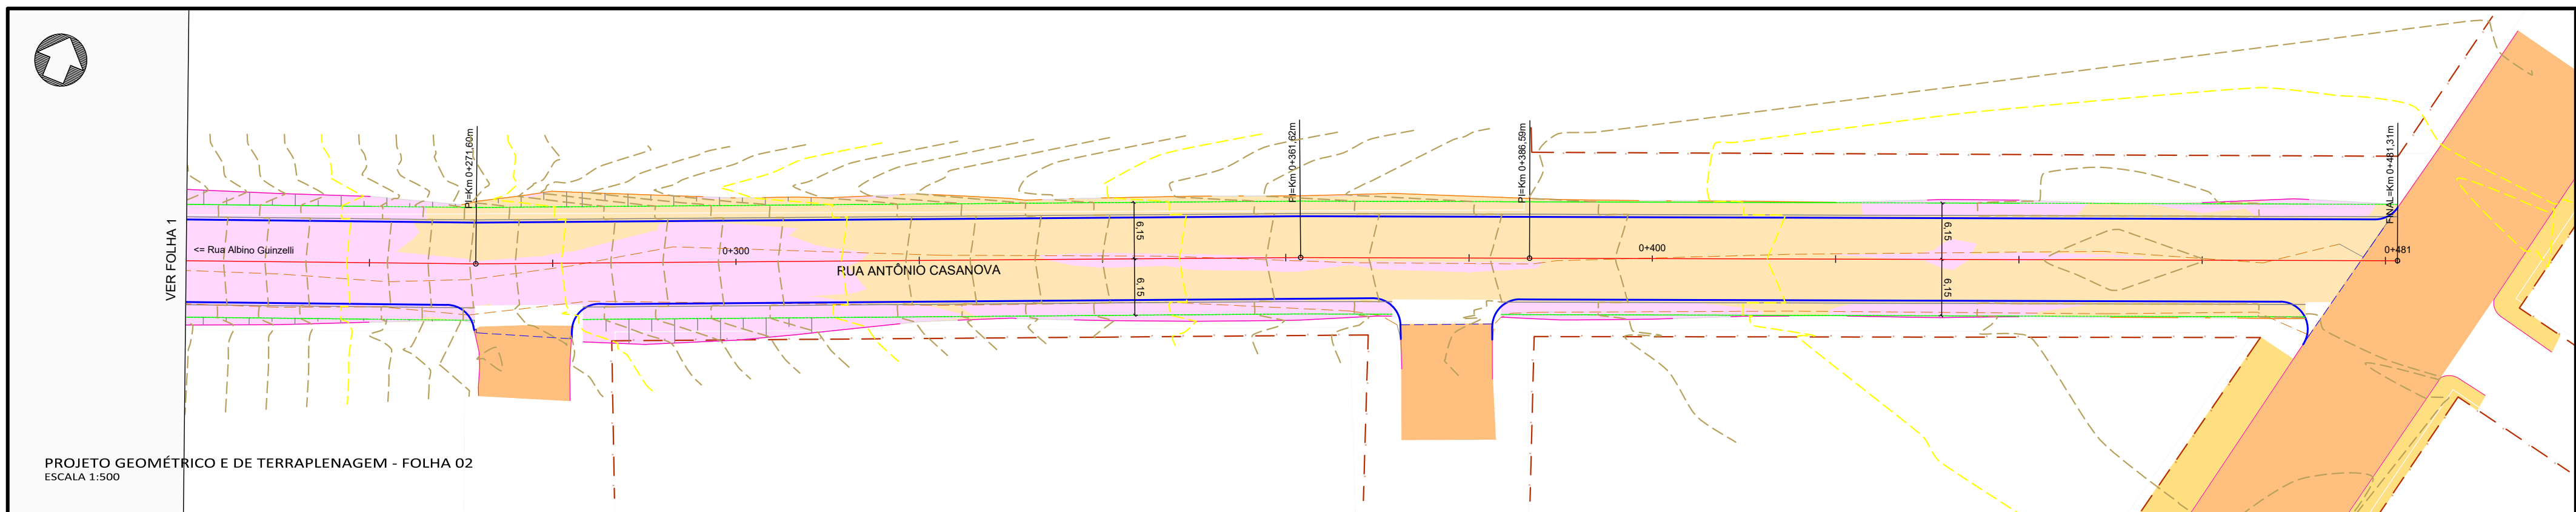 VER FOLHA 1
<= Rua Albino Guinzelli
PI=Km 0+271,60m
0+300
RUA ANTÔNIO CASANOVA
6,15
6,15
PI=Km 0+361,62m
PI=Km 0+386,59m
0+400
6,15
6,15
FINAL=Km 0+481,31m
0+481
PROJETO GEOMÉTRICO E DE TERRAPLENAGEM - FOLHA 02
ESCALA 1:500